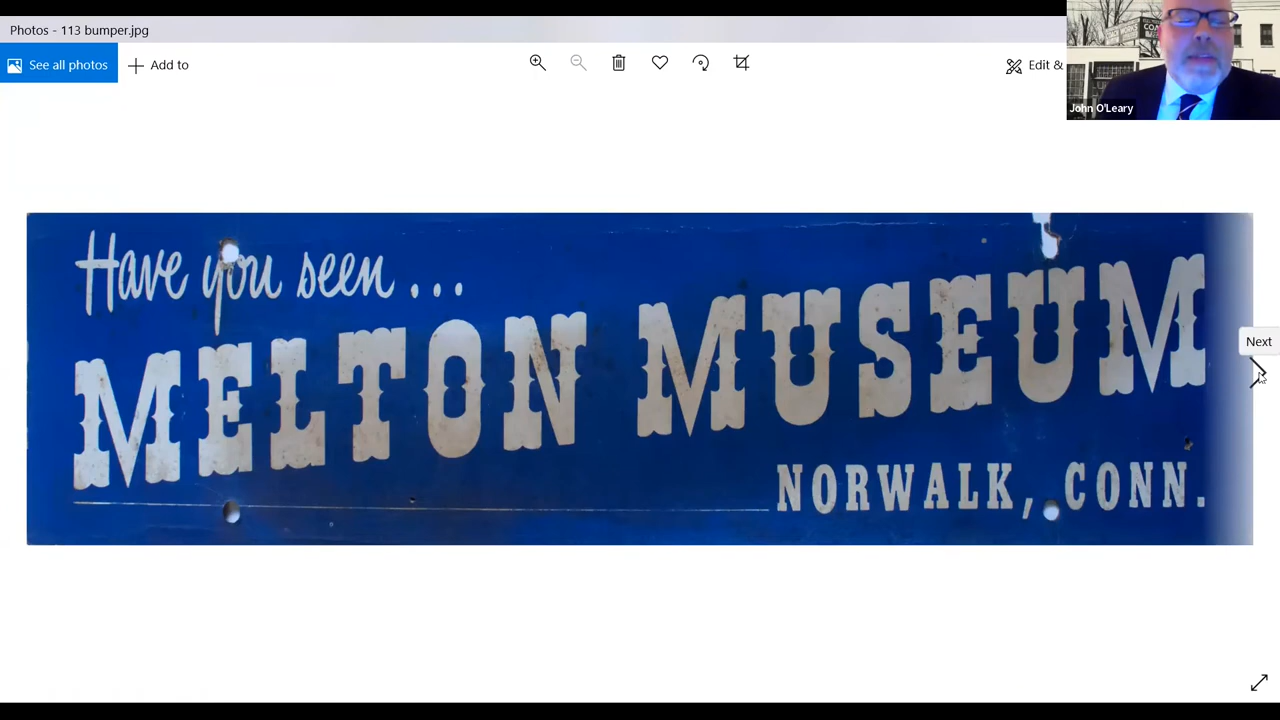 Photos - 113 bumper.jpg
See all photos
Add to
Edit &
John O'Leary
Have you seen...
MELTON MUSEUM
NORWALK, CONN.
Next